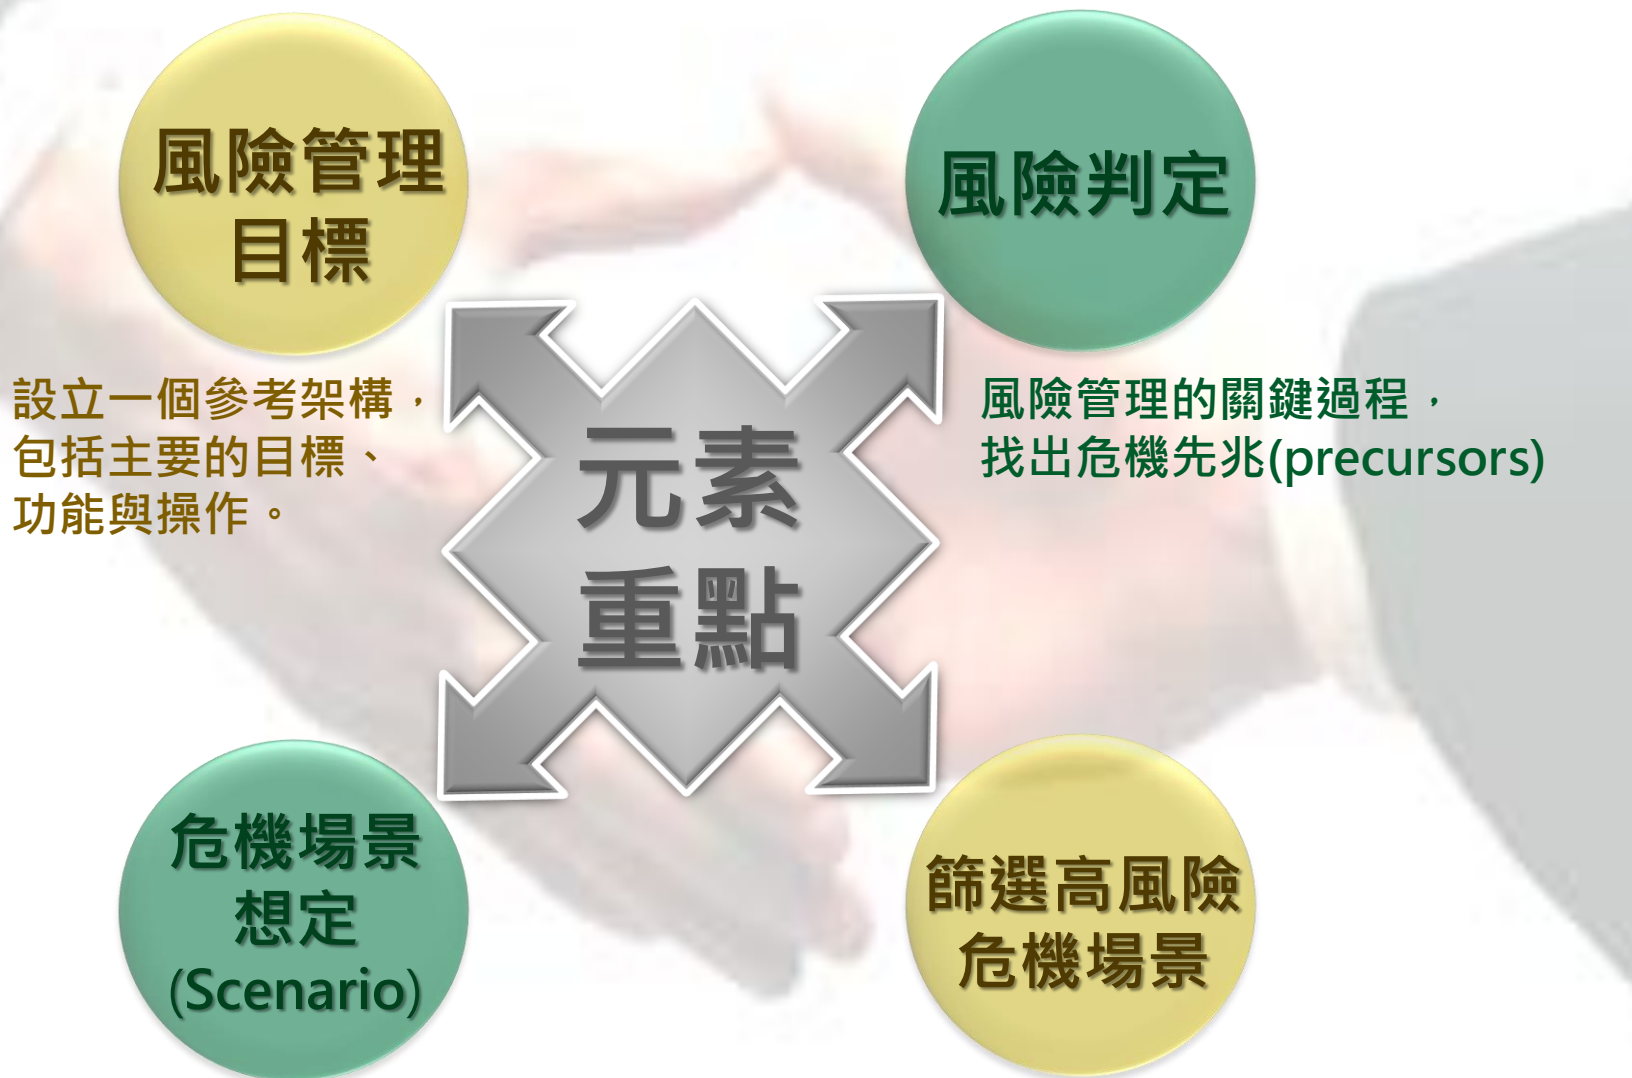 風險管理
目標
設立一個參考架構，
包括主要的目標、
功能與操作。
風險判定
風險管理的關鍵過程，
找出危機先兆(precursors)
元素
重點
危機場景
想定
(Scenario)
篩選高風險
危機場景